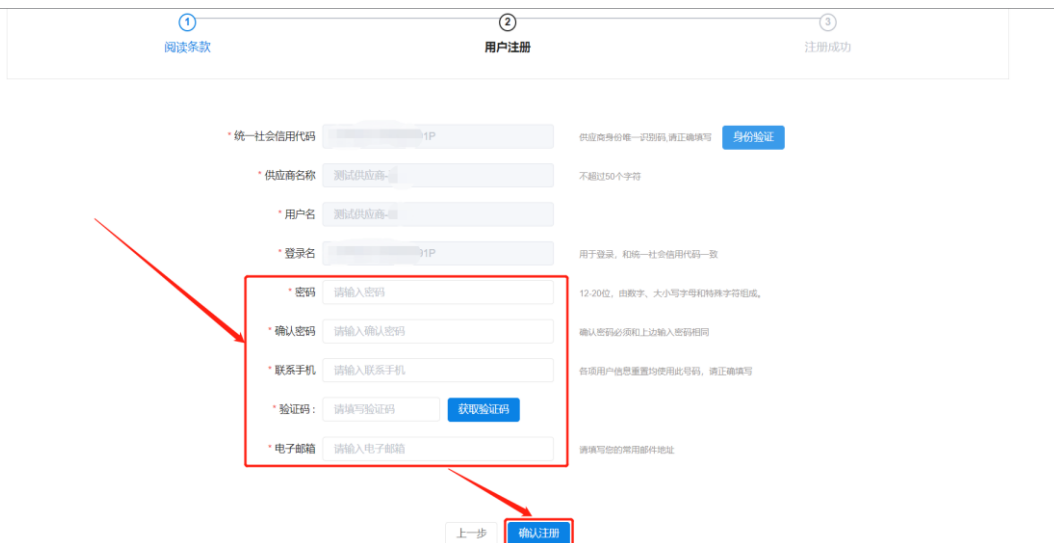 1 2 3
阅读条款 用户注册 注册成功
* 统一社会信用代码 1P 供应商身份唯一识别码,请正确填写 身份验证
* 供应商名称 测试供应商- 不超过50个字符
* 用户名 测试供应商-
* 登录名 91P 用于登录，和统一社会信用代码一致
* 密码 请输入密码 12-20位，由数字、大小写字母和特殊字符组成。
* 确认密码 请输入确认密码 确认密码必须和上边输入密码相同
* 联系手机 请输入联系手机 各项用户信息重置均使用此号码，请正确填写
* 验证码： 请填写验证码 获取验证码
* 电子邮箱 请输入电子邮箱 请填写您的常用邮件地址
上一步 确认注册